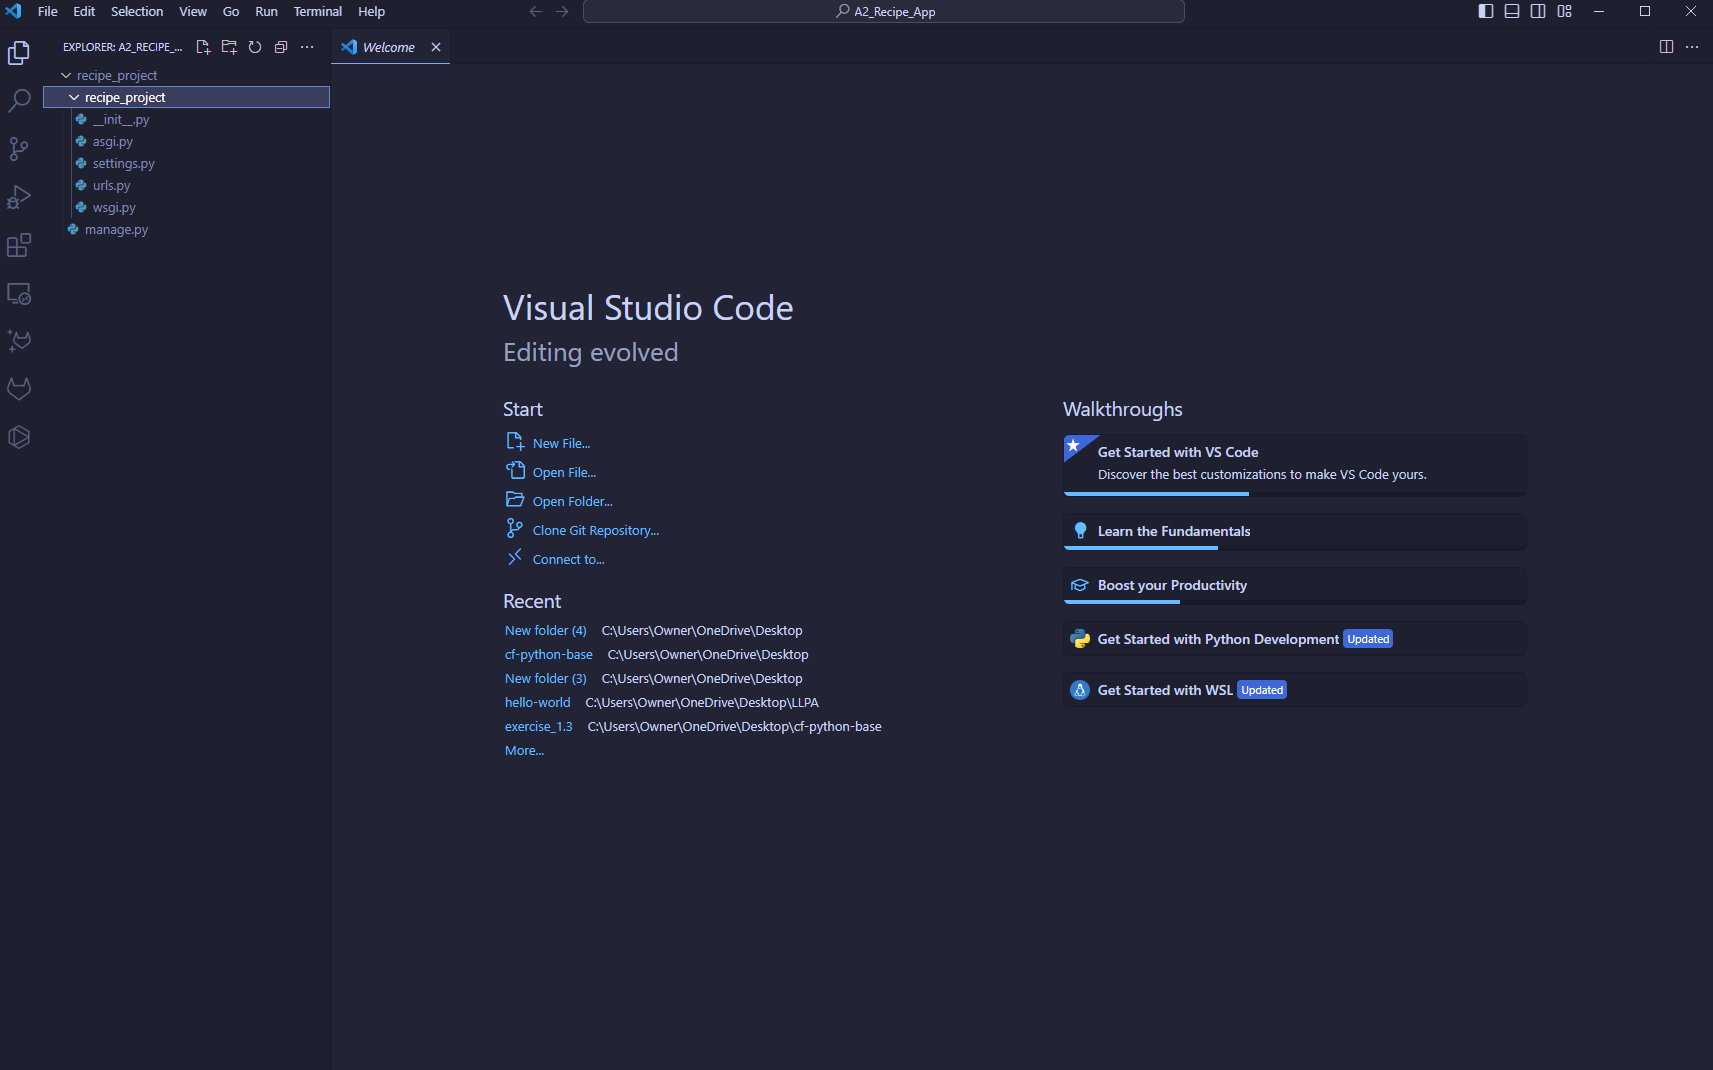 File Edit Selection View Go Run Terminal Help
A2_Recipe_App
EXPLORER: A2_RECIPE_...
Welcome
recipe_project
recipe_project
__init__.py
asgi.py
settings.py
urls.py
wsgi.py
manage.py
Visual Studio Code
Editing evolved
Start
New File...
Open File...
Open Folder...
Clone Git Repository...
Connect to...
Recent
New folder (4) C:\Users\Owner\OneDrive\Desktop
cf-python-base C:\Users\Owner\OneDrive\Desktop
New folder (3) C:\Users\Owner\OneDrive\Desktop
hello-world C:\Users\Owner\OneDrive\Desktop\LLPA
exercise_1.3 C:\Users\Owner\OneDrive\Desktop\cf-python-base
More...
Walkthroughs
Get Started with VS Code
Discover the best customizations to make VS Code yours.
Learn the Fundamentals
Boost your Productivity
Get Started with Python Development Updated
Get Started with WSL Updated